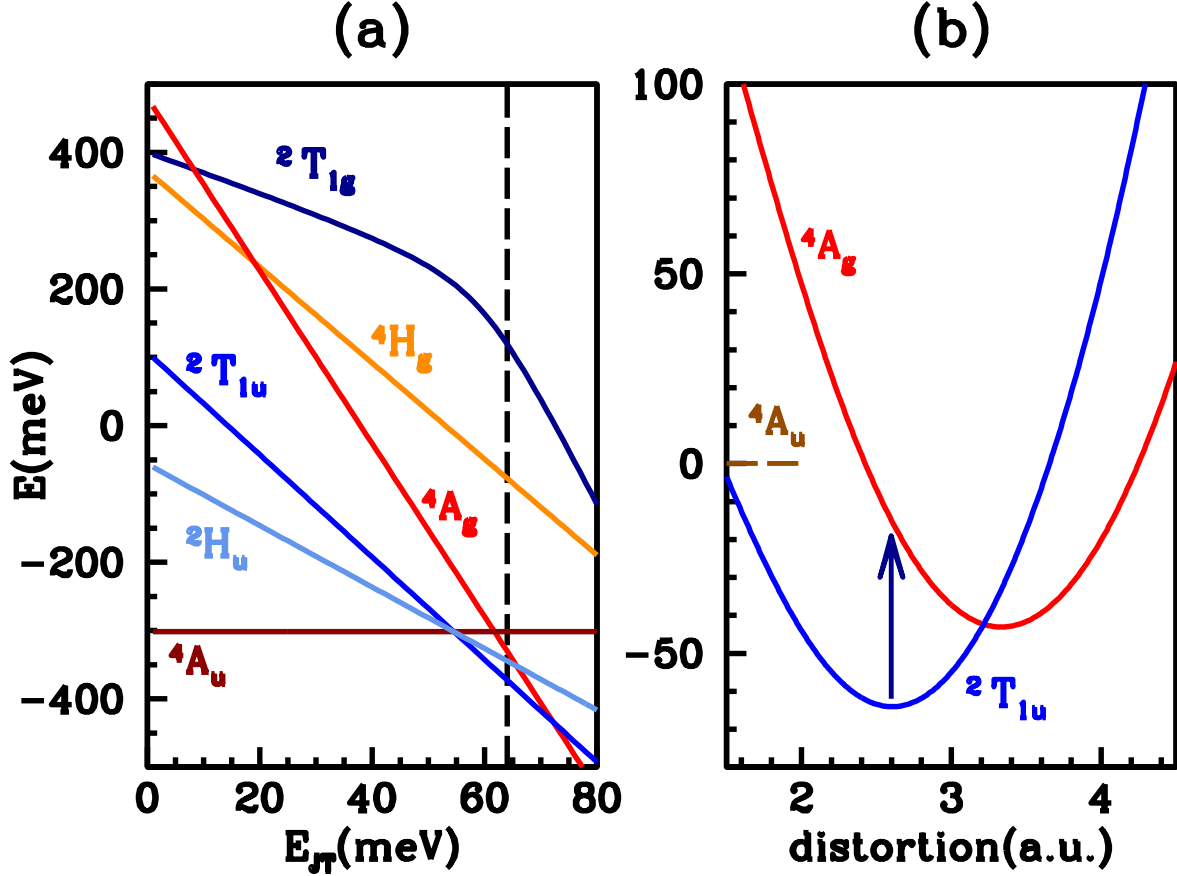 (a)
400
200
0
−200
−400
E(meV)
²T₁g
⁴Hg
²T₁u
⁴Ag
²Hu
⁴Au
0 20 40 60 80
E_JT(meV)
(b)
100
50
0
−50
⁴Ag
⁴Au
²T₁u
2 3 4
distortion(a.u.)